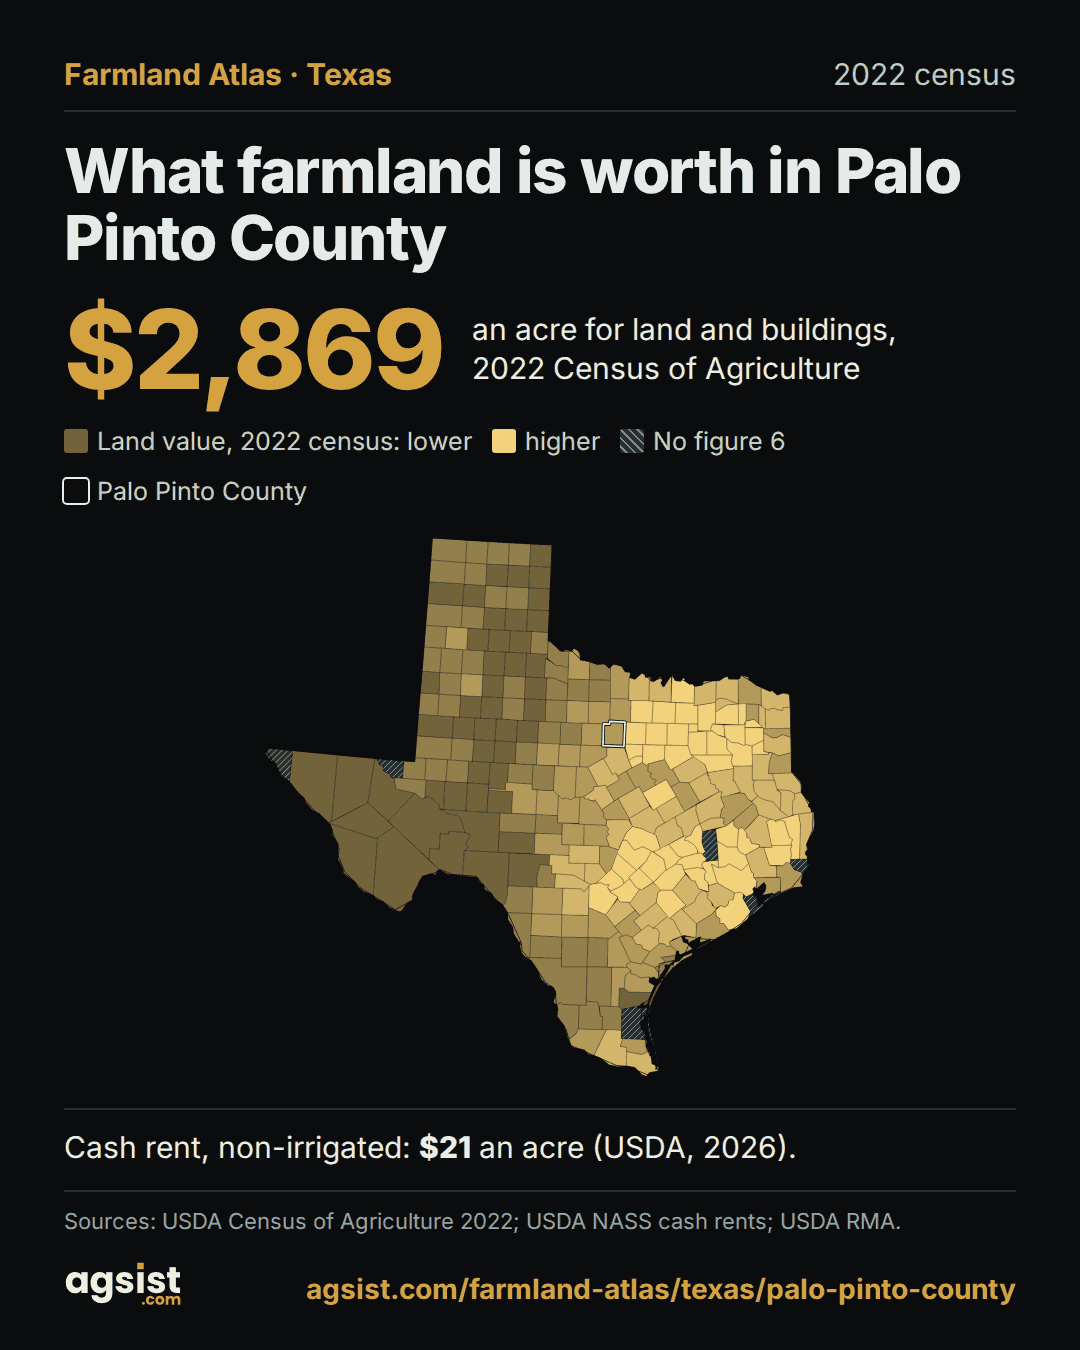 Farmland Atlas · Texas
2022 census
What farmland is worth in Palo
Pinto County
$2,869
an acre for land and buildings,
2022 Census of Agriculture
Land value, 2022 census: lower
higher
No figure 6
Palo Pinto County
Cash rent, non-irrigated: $21 an acre (USDA, 2026).
Sources: USDA Census of Agriculture 2022; USDA NASS cash rents; USDA RMA.
agsist
.com
agsist.com/farmland-atlas/texas/palo-pinto-county